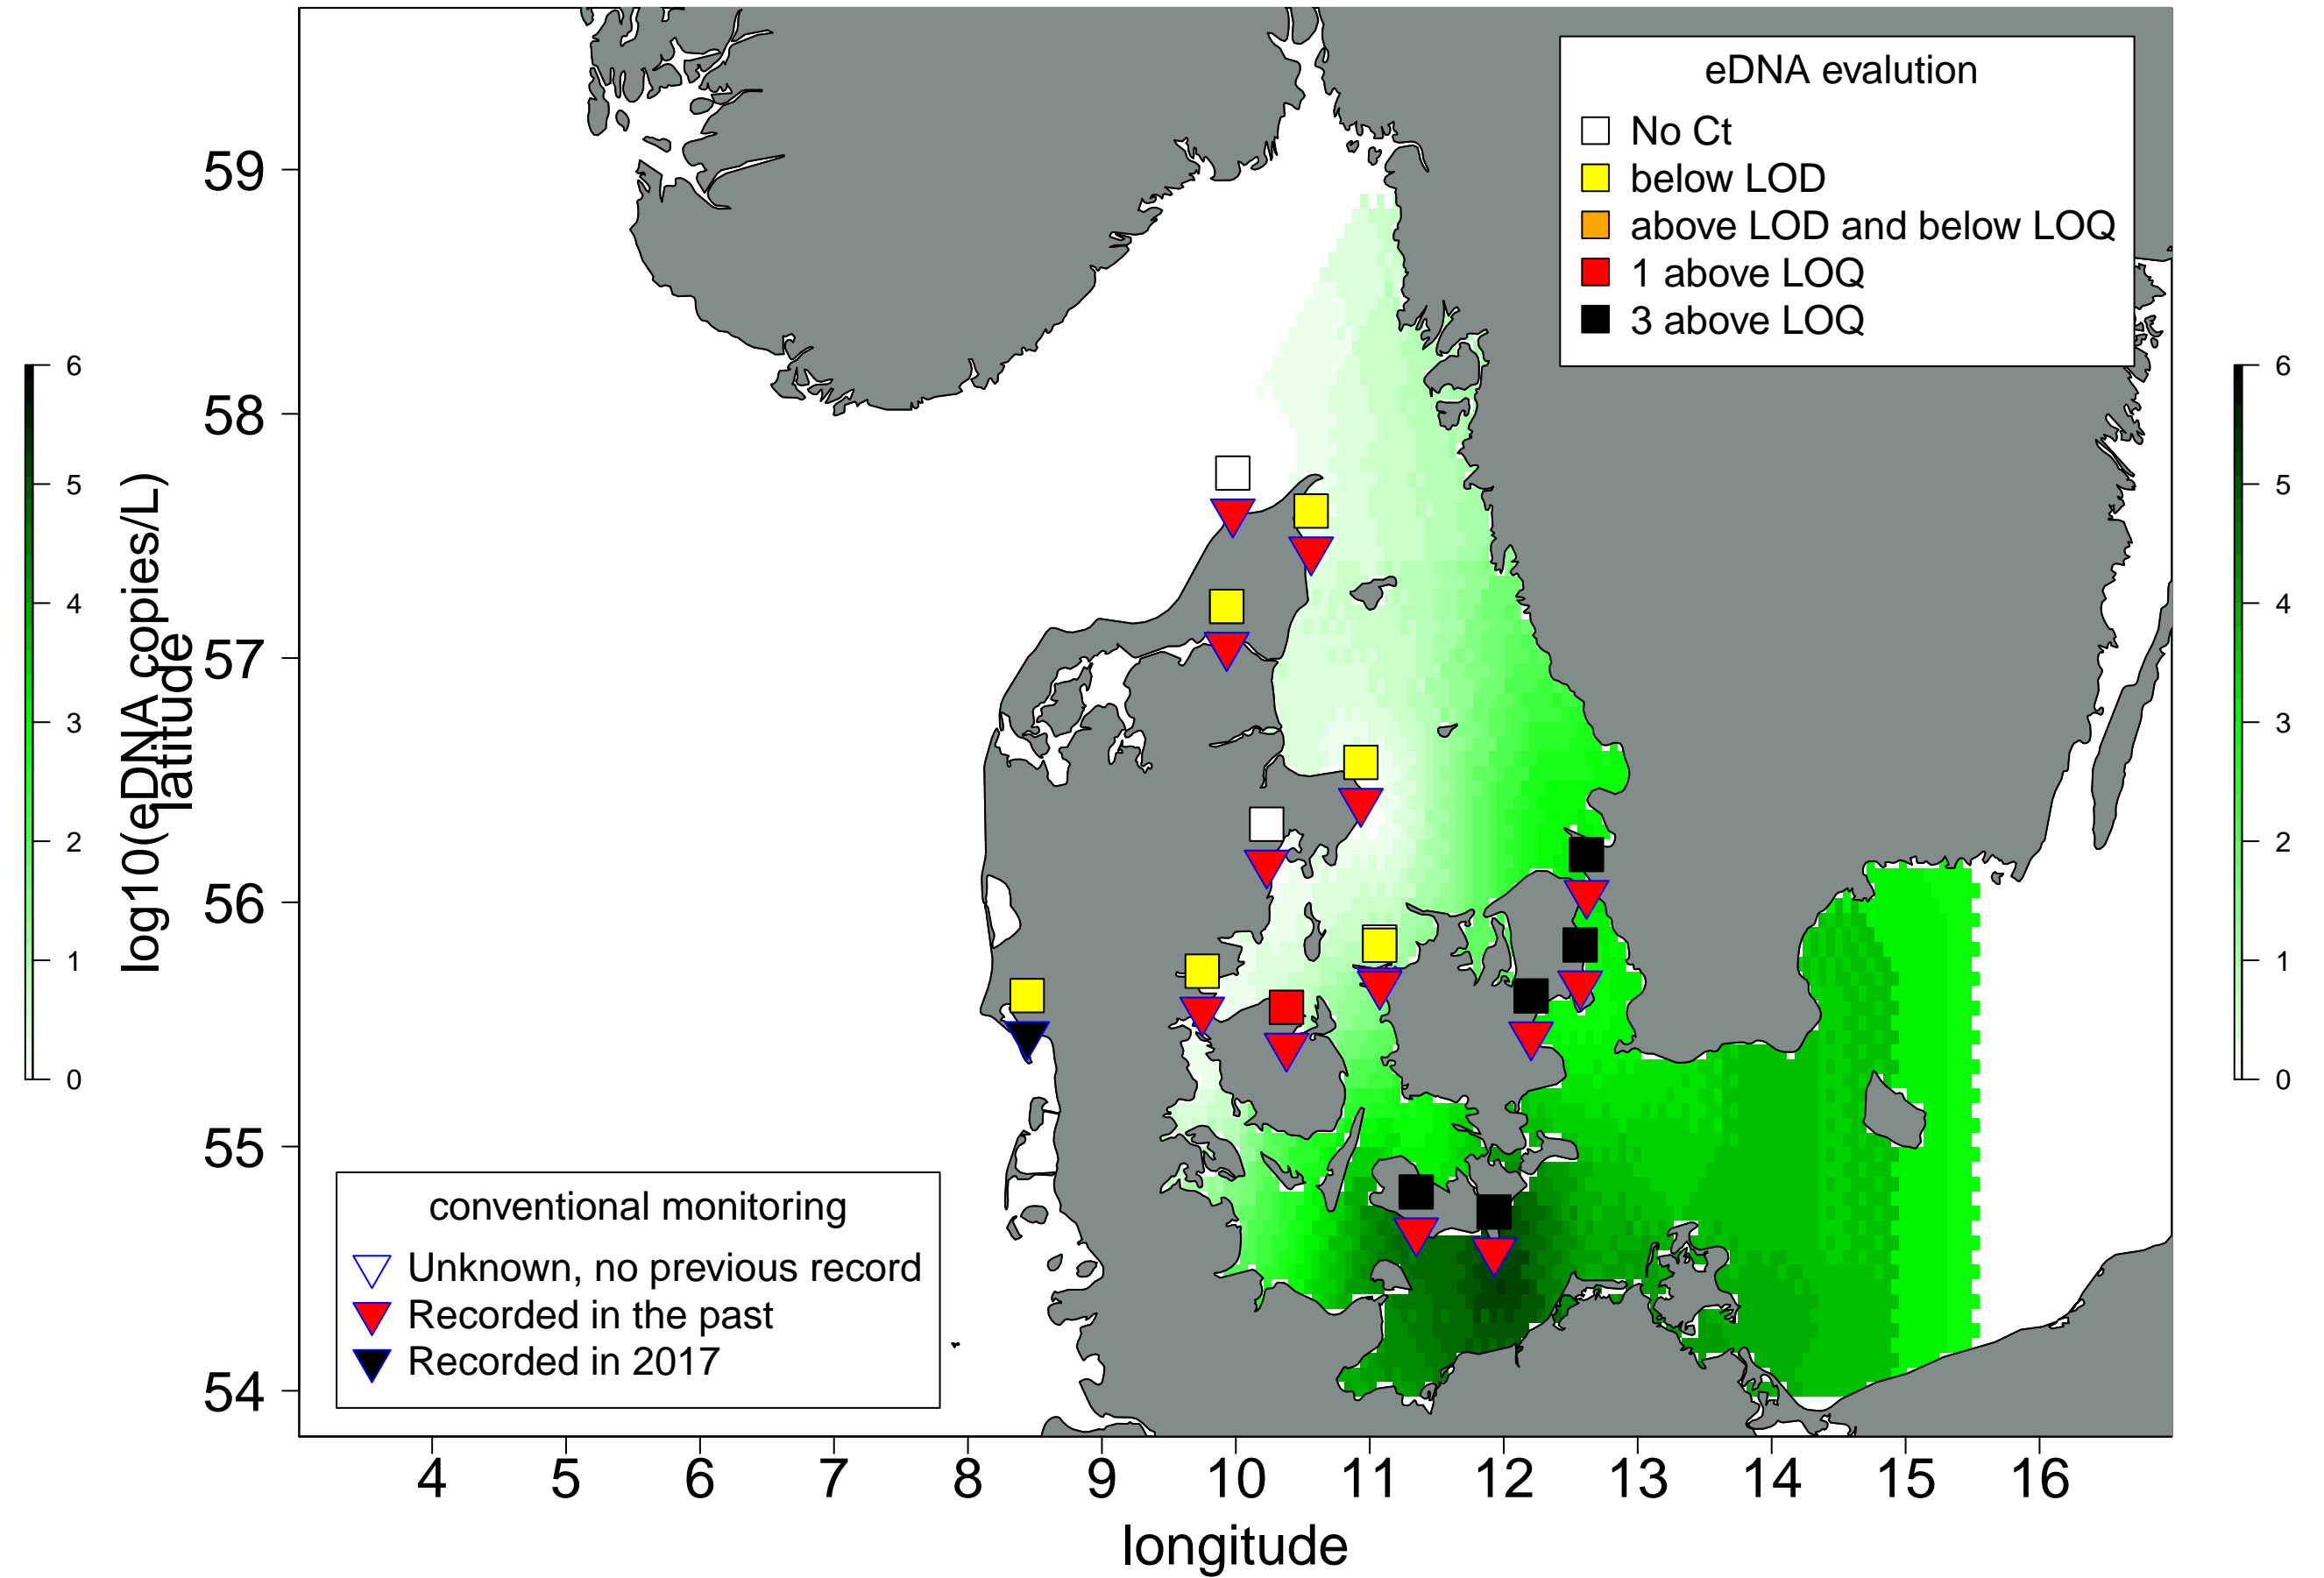 eDNA evalution
No Ct
below LOD
above LOD and below LOQ
1 above LOQ
3 above LOQ
59
58
57
56
55
54
latitude
log10(eDNA copies/L)
6
5
4
3
2
1
0
6
5
4
3
2
1
0
conventional monitoring
Unknown, no previous record
Recorded in the past
Recorded in 2017
4 5 6 7 8 9 10 11 12 13 14 15 16
longitude